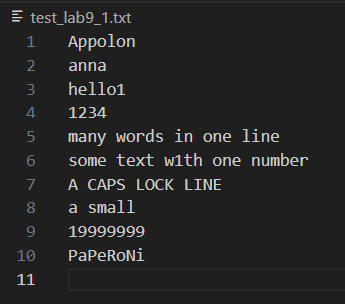 test_lab9_1.txt
1 Appolon
2 anna
3 hello1
4 1234
5 many words in one line
6 some text w1th one number
7 A CAPS LOCK LINE
8 a small
9 19999999
10 PaPeRoNi
11